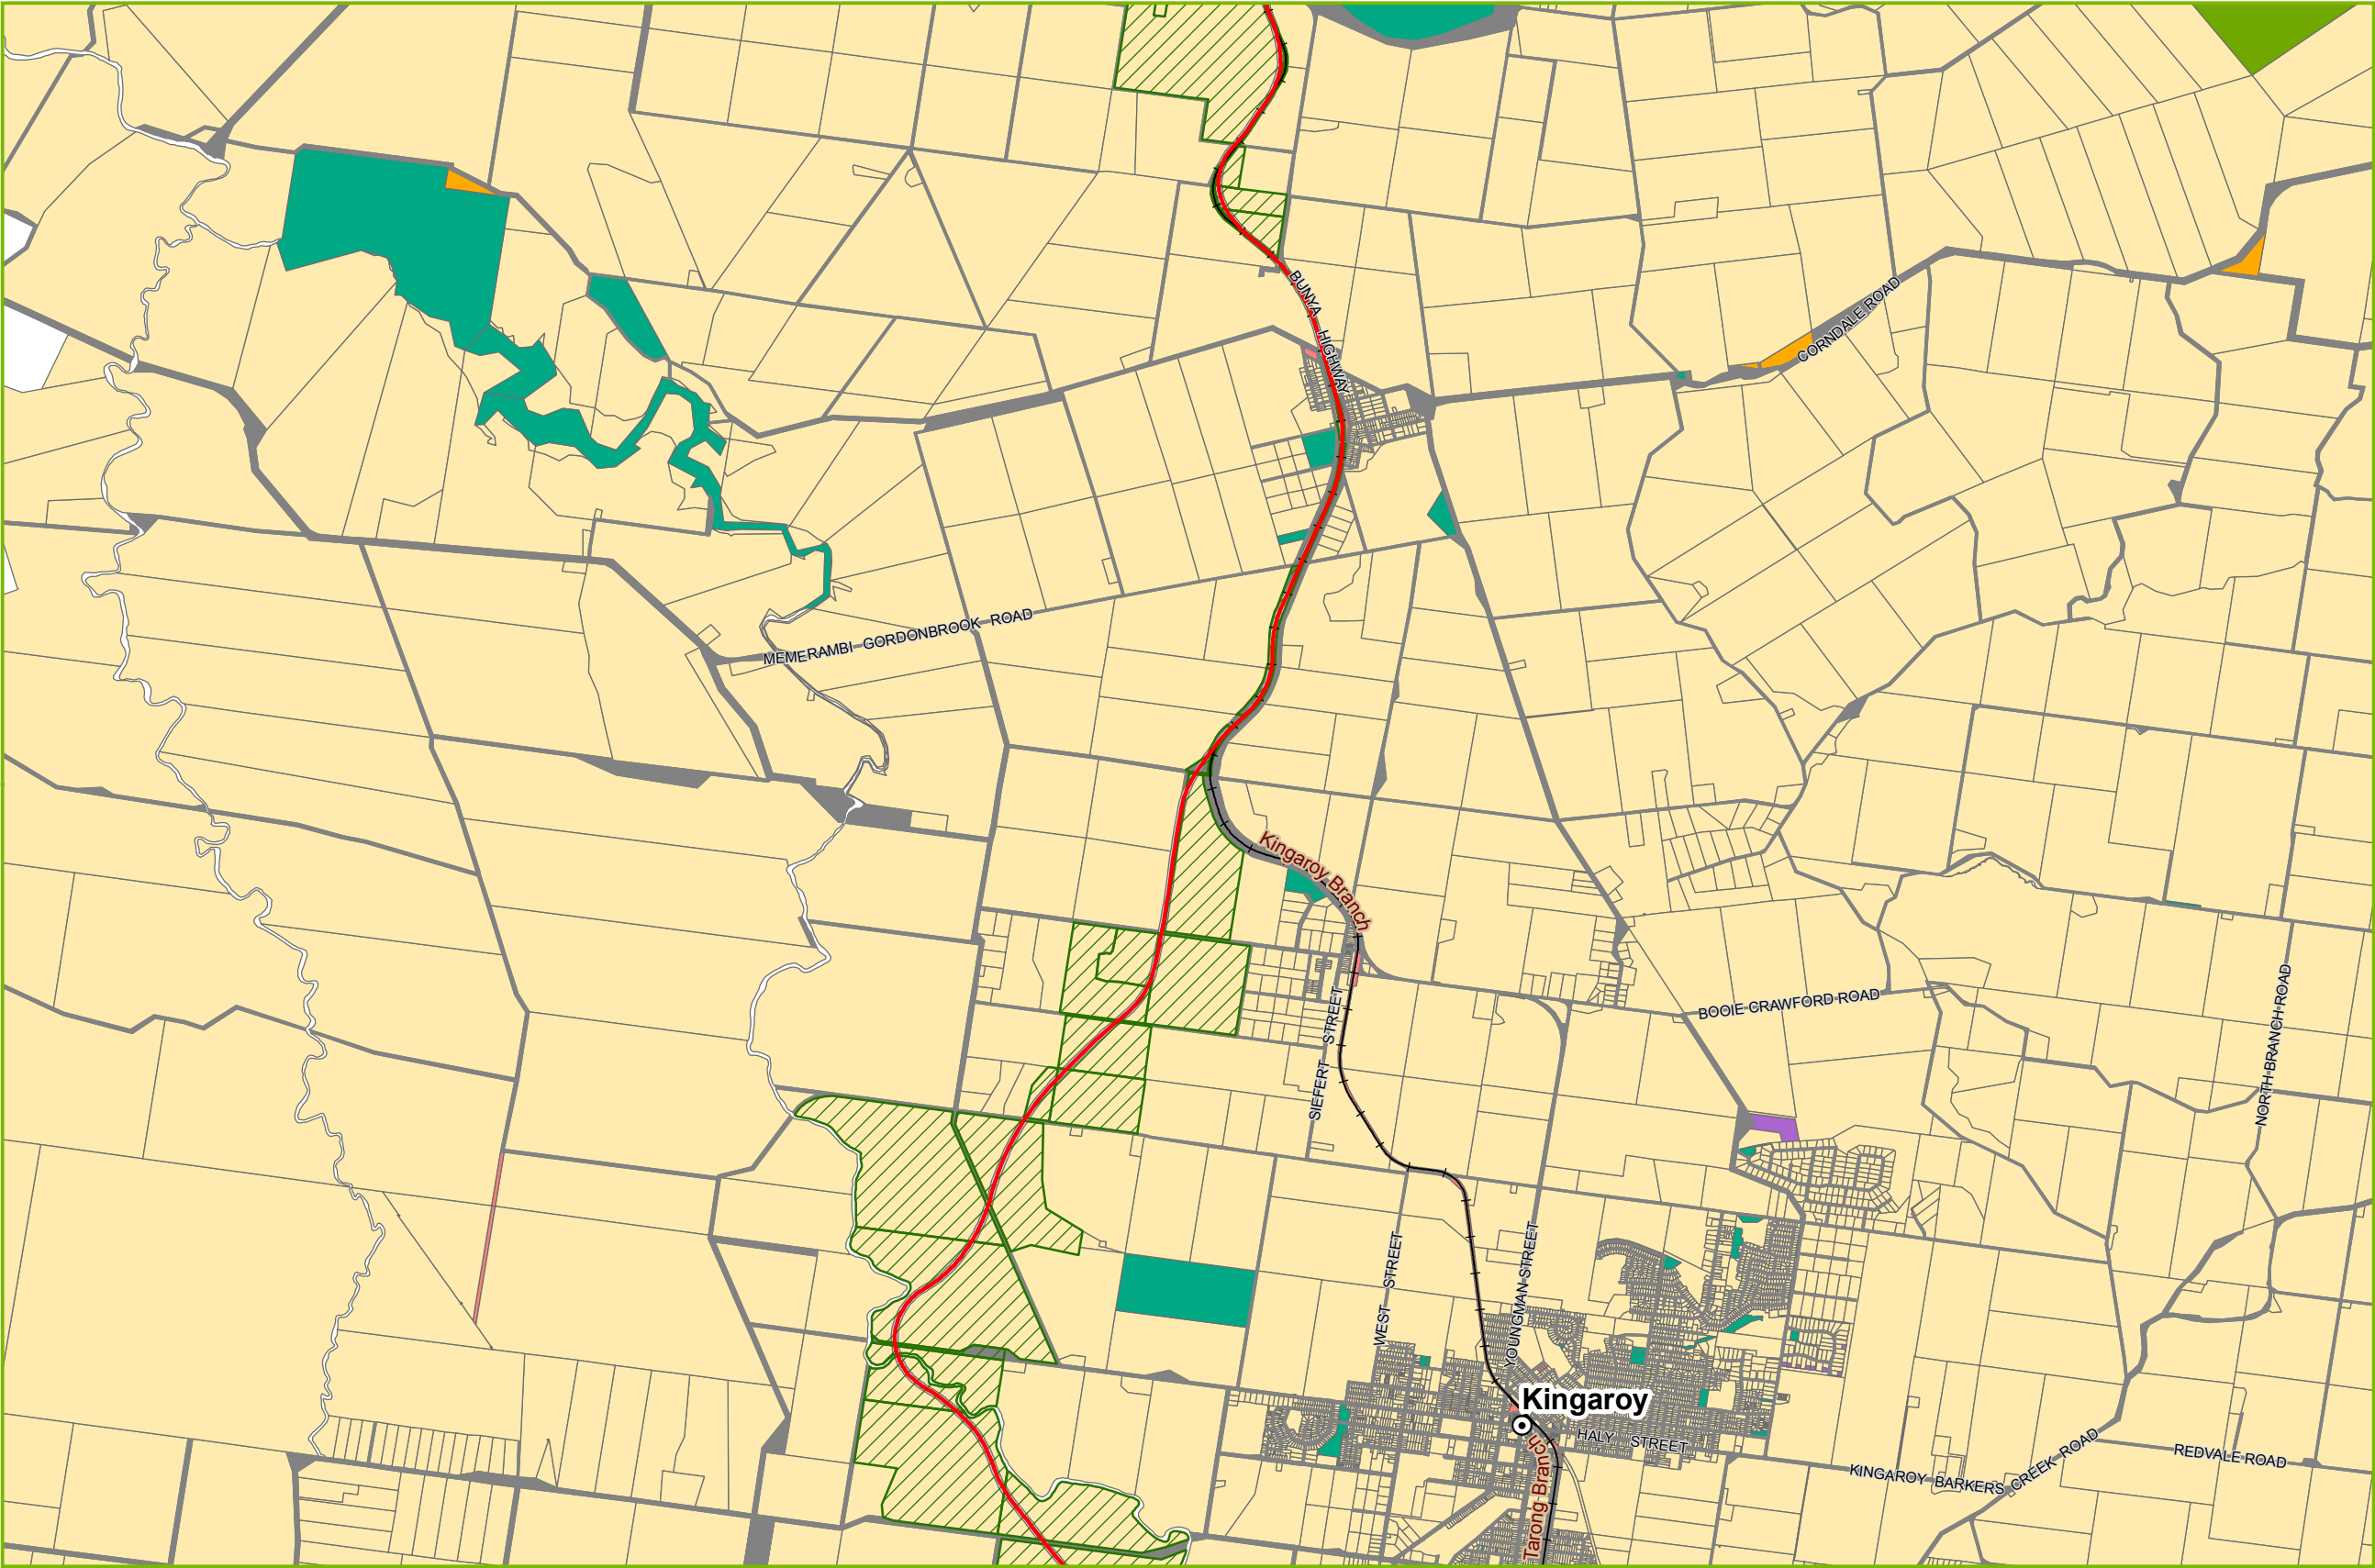 BUNYA HIGHWAY
CORNDALE ROAD
MEMERAMBI GORDONBROOK ROAD
Kingaroy Branch
BOOIE CRAWFORD ROAD
NORTH BRANCH ROAD
SIEFERT STREET
WEST STREET
YOUNGMAN STREET
Kingaroy
HALY STREET
KINGAROY BARKERS CREEK ROAD
REDVALE ROAD
Tarong Branch